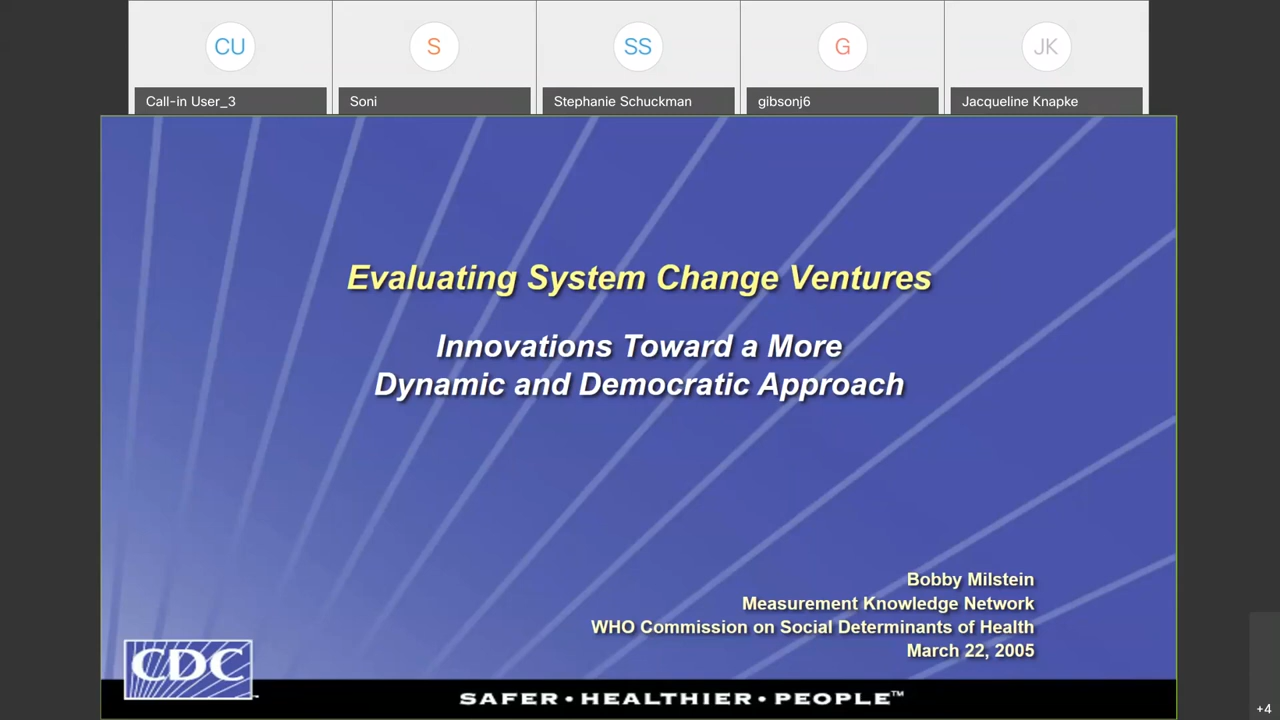 CU
S
SS
G
JK
Call-in User_3
Soni
Stephanie Schuckman
gibsonj6
Jacqueline Knapke
Evaluating System Change Ventures
Innovations Toward a More
Dynamic and Democratic Approach
Bobby Milstein
Measurement Knowledge Network
WHO Commission on Social Determinants of Health
March 22, 2005
CDC
SAFER • HEALTHIER • PEOPLE™
+4